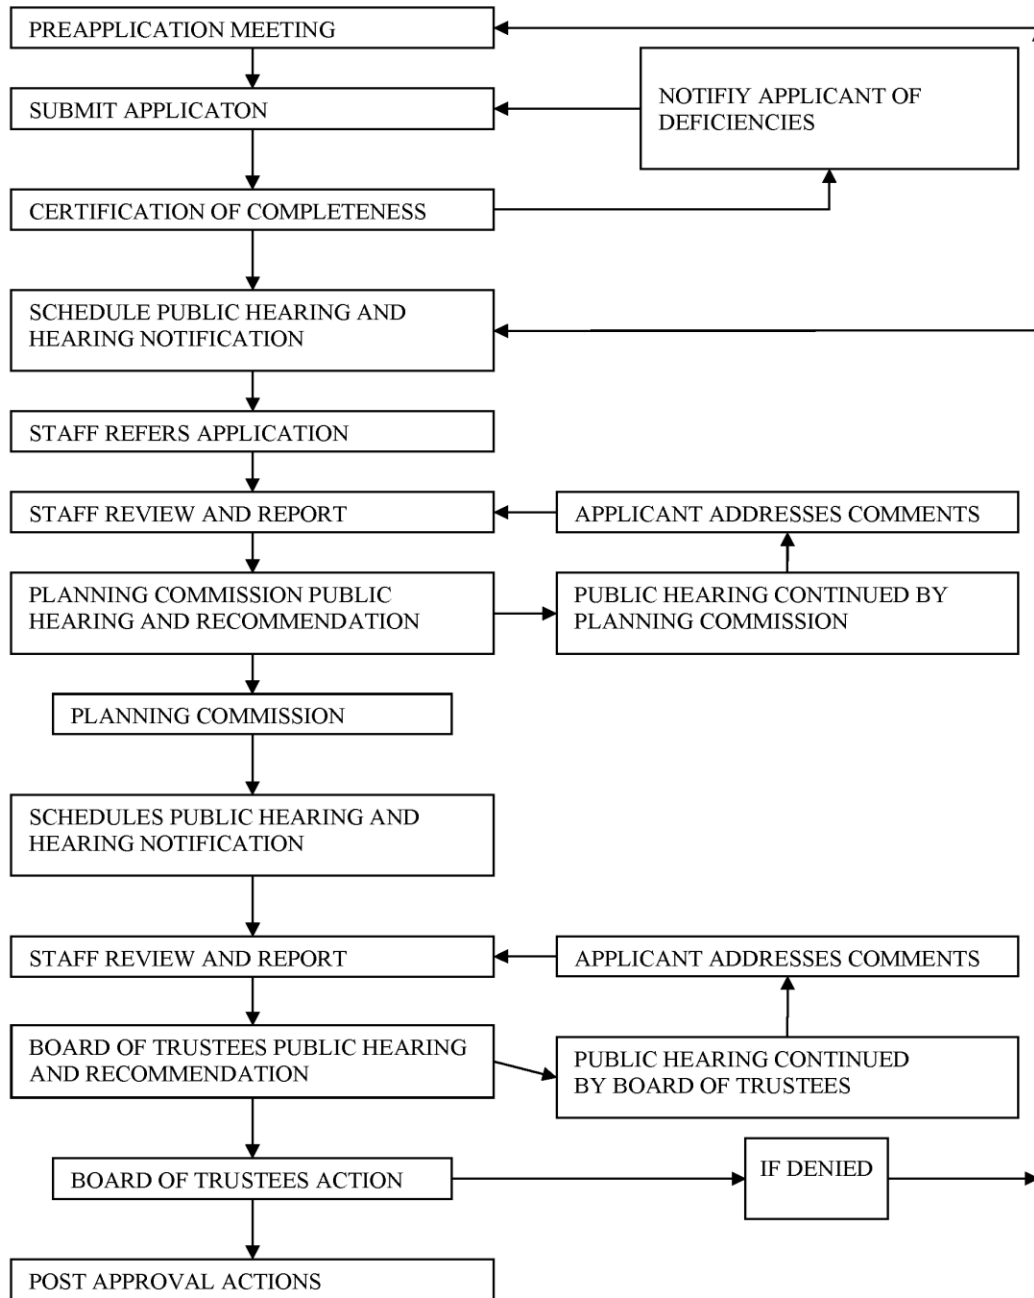 PREAPPLICATION MEETING
NOTIFIY APPLICANT OF
DEFICIENCIES
SUBMIT APPLICATON
CERTIFICATION OF COMPLETENESS
SCHEDULE PUBLIC HEARING AND
HEARING NOTIFICATION
STAFF REFERS APPLICATION
STAFF REVIEW AND REPORT
APPLICANT ADDRESSES COMMENTS
PLANNING COMMISSION PUBLIC
HEARING AND RECOMMENDATION
PUBLIC HEARING CONTINUED BY
PLANNING COMMISSION
PLANNING COMMISSION
SCHEDULES PUBLIC HEARING AND
HEARING NOTIFICATION
STAFF REVIEW AND REPORT
APPLICANT ADDRESSES COMMENTS
BOARD OF TRUSTEES PUBLIC HEARING
AND RECOMMENDATION
PUBLIC HEARING CONTINUED
BY BOARD OF TRUSTEES
BOARD OF TRUSTEES ACTION
IF DENIED
POST APPROVAL ACTIONS